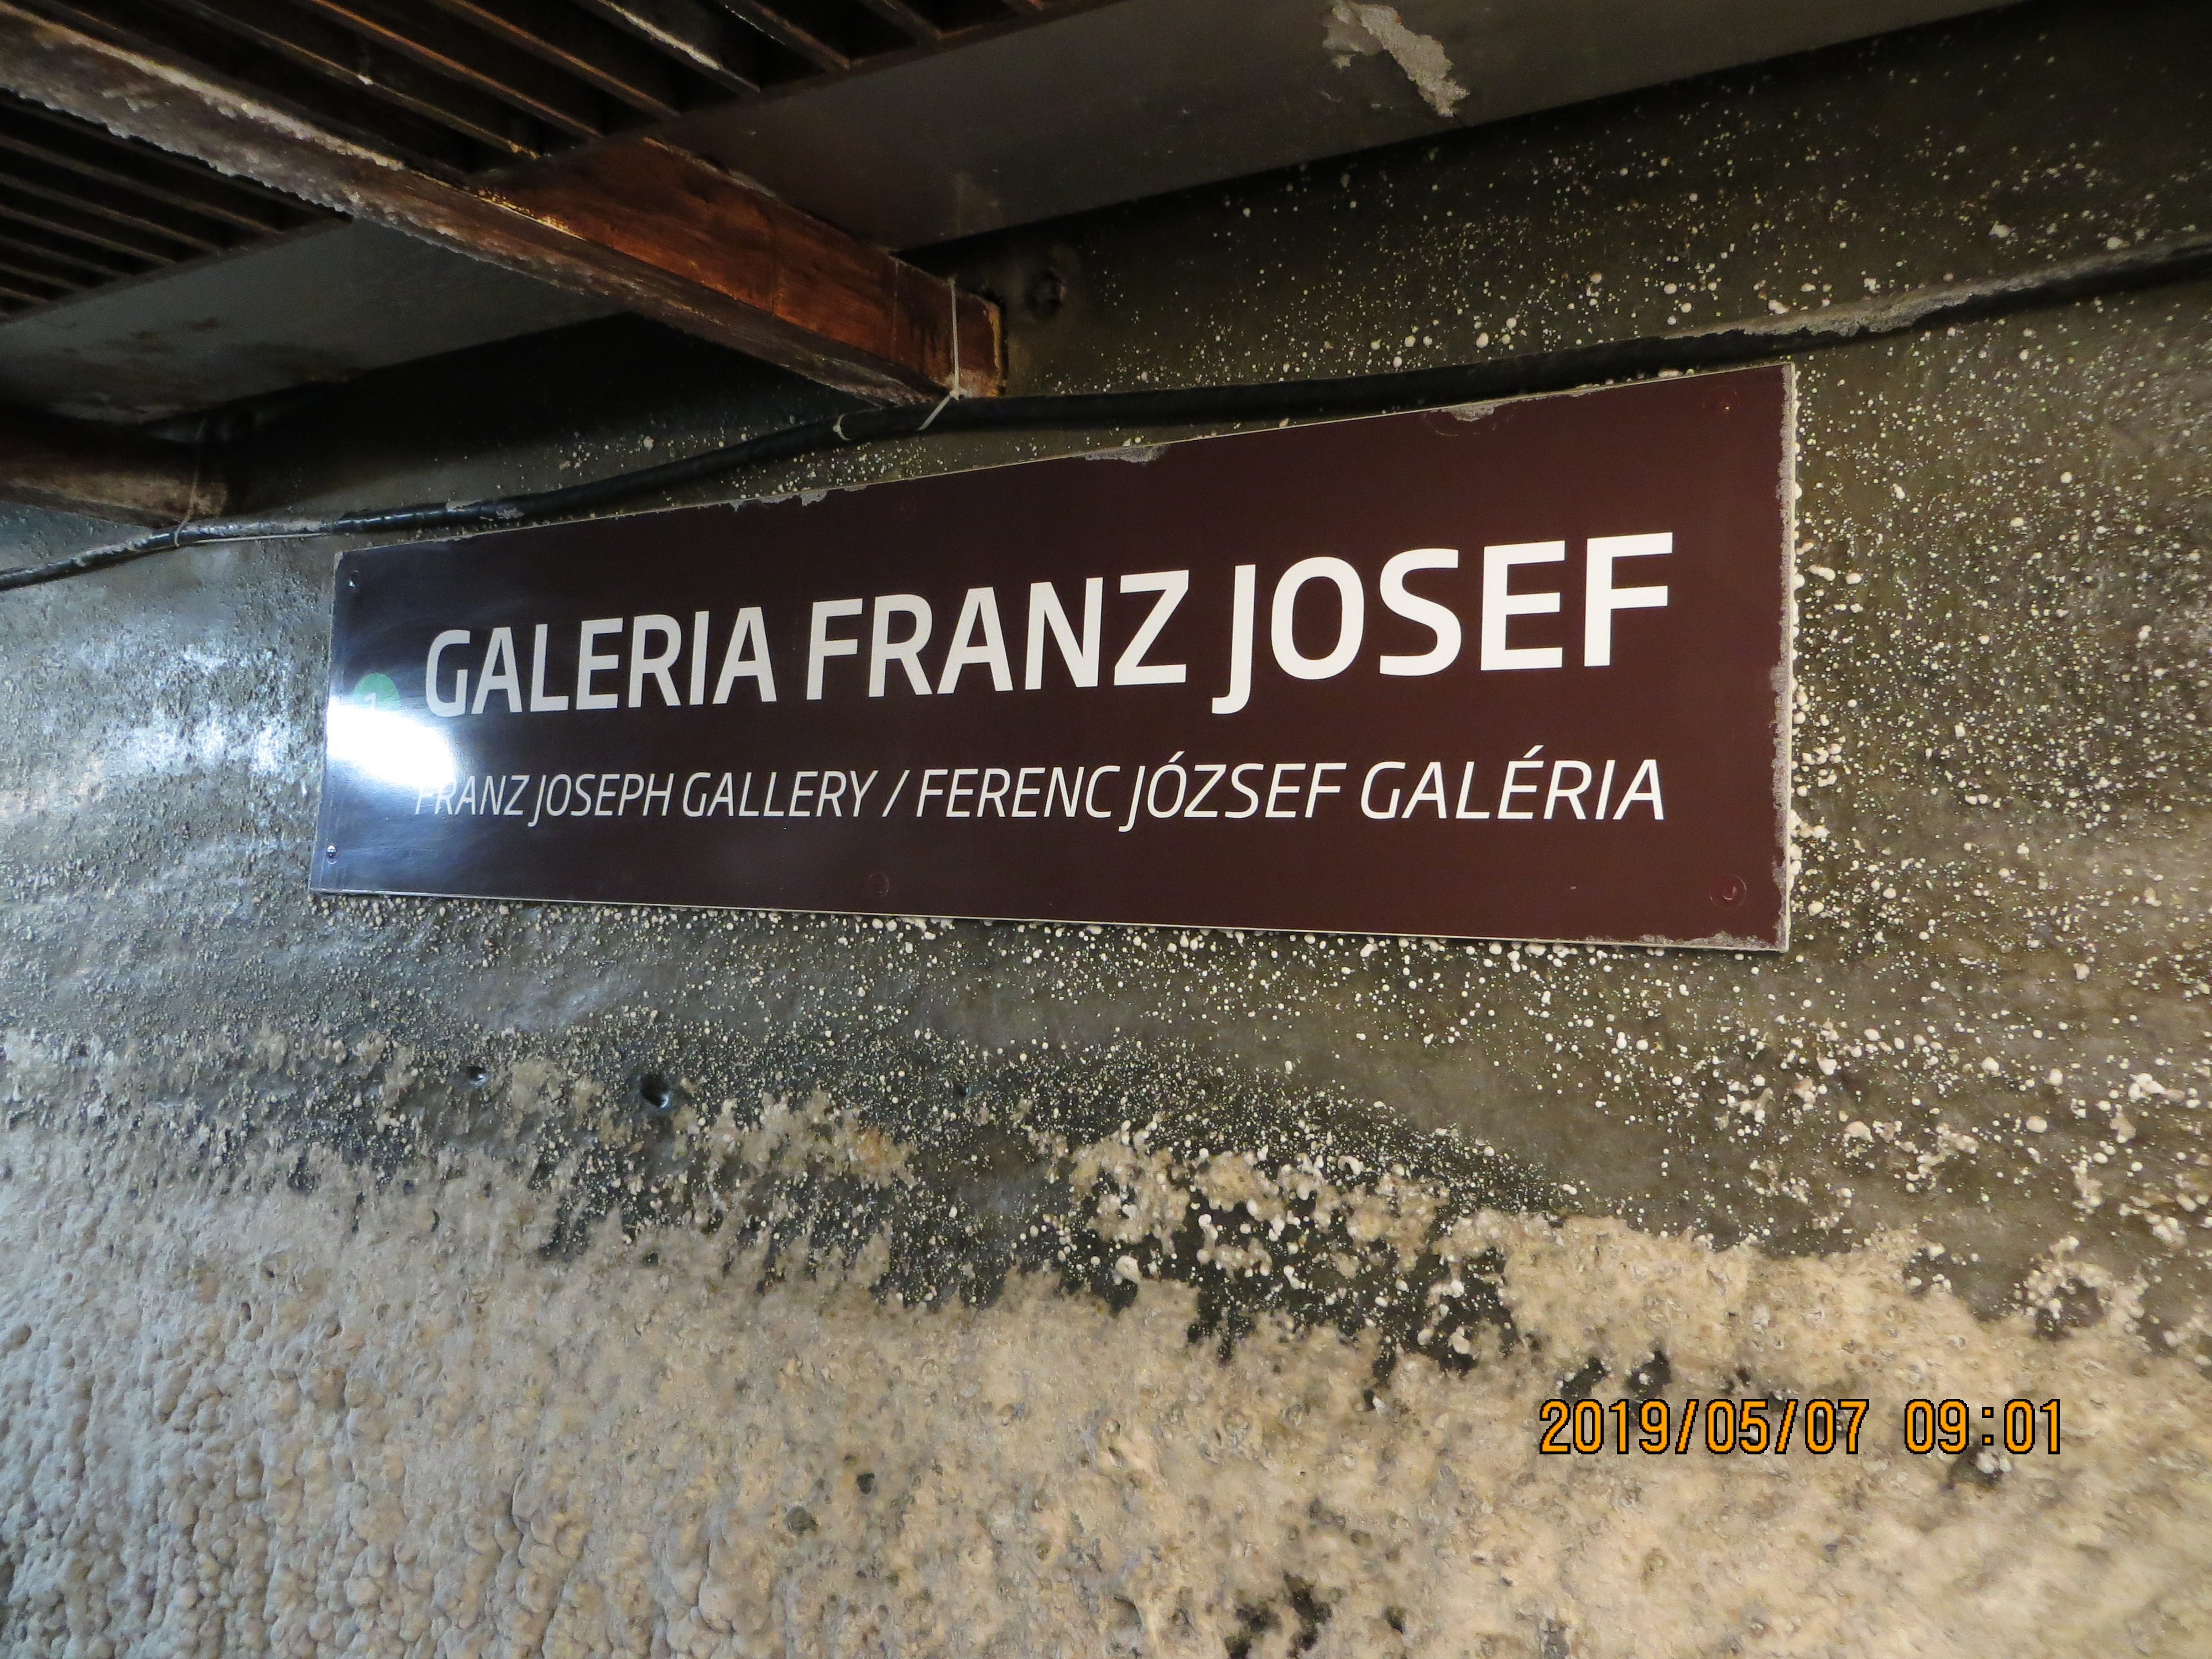 GALERIA FRANZ JOSEF
FRANZ JOSEPH GALLERY / FERENC JÓZSEF GALÉRIA
2019/05/07 09:01